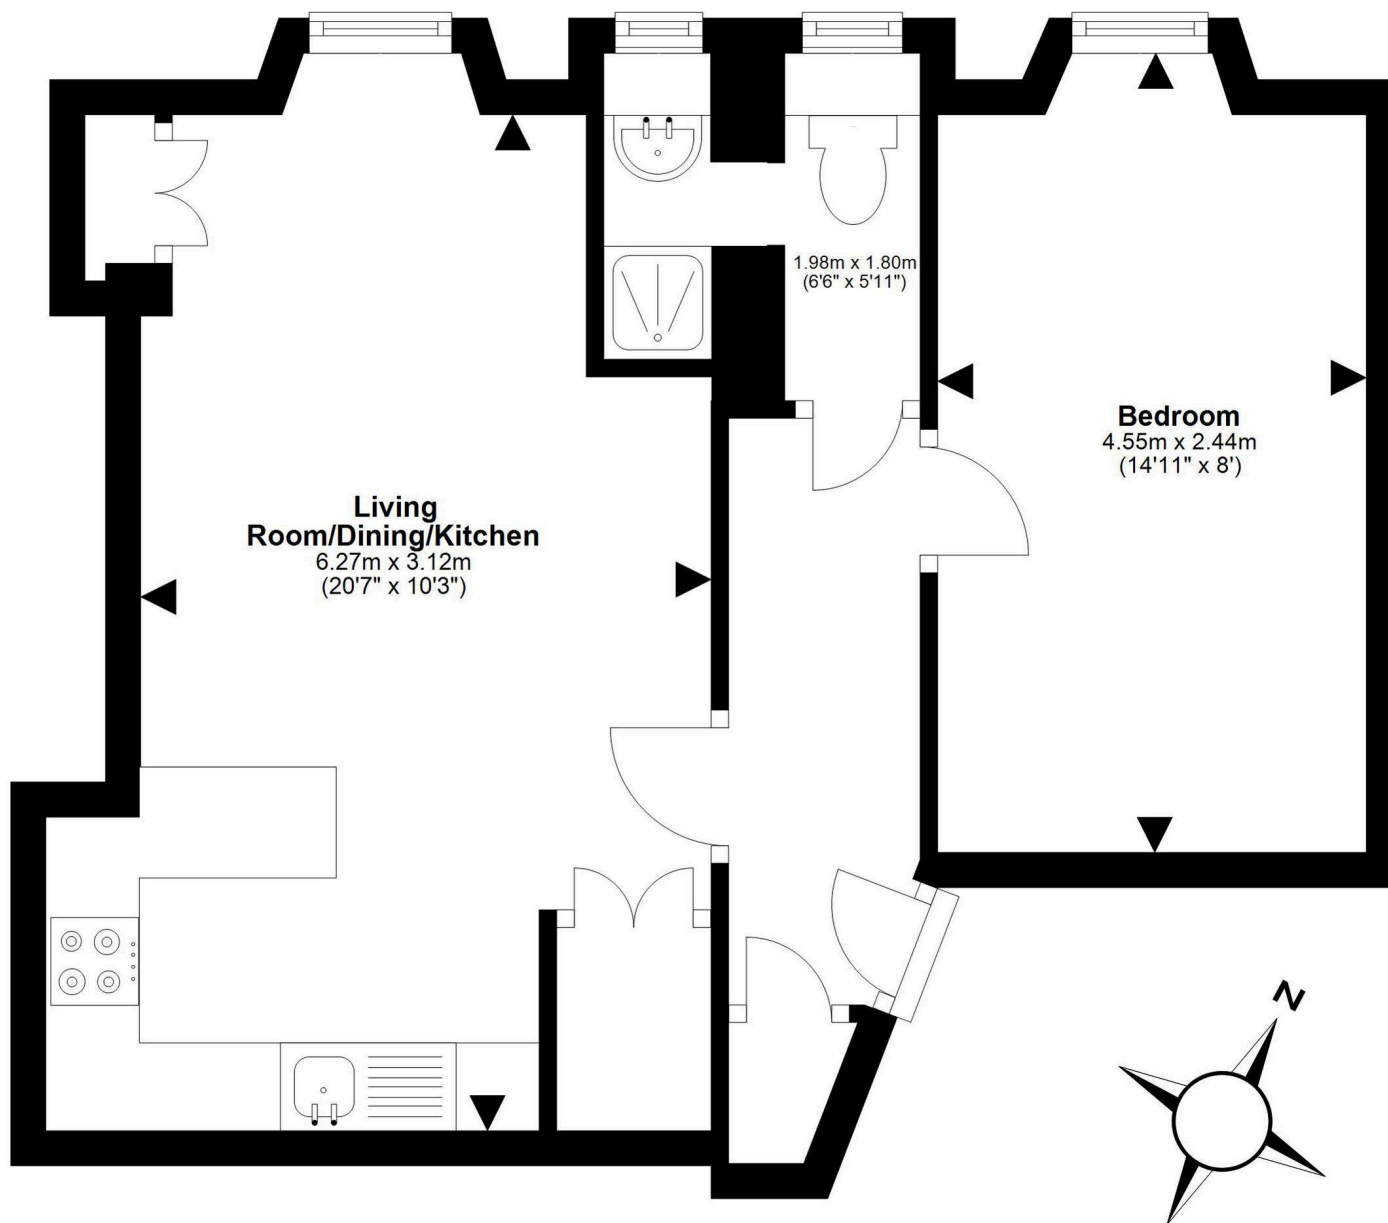 1.98m x 1.80m
(6'6" x 5'11")
Bedroom
4.55m x 2.44m
(14'11" x 8')
Living
Room/Dining/Kitchen
6.27m x 3.12m
(20'7" x 10'3")
N